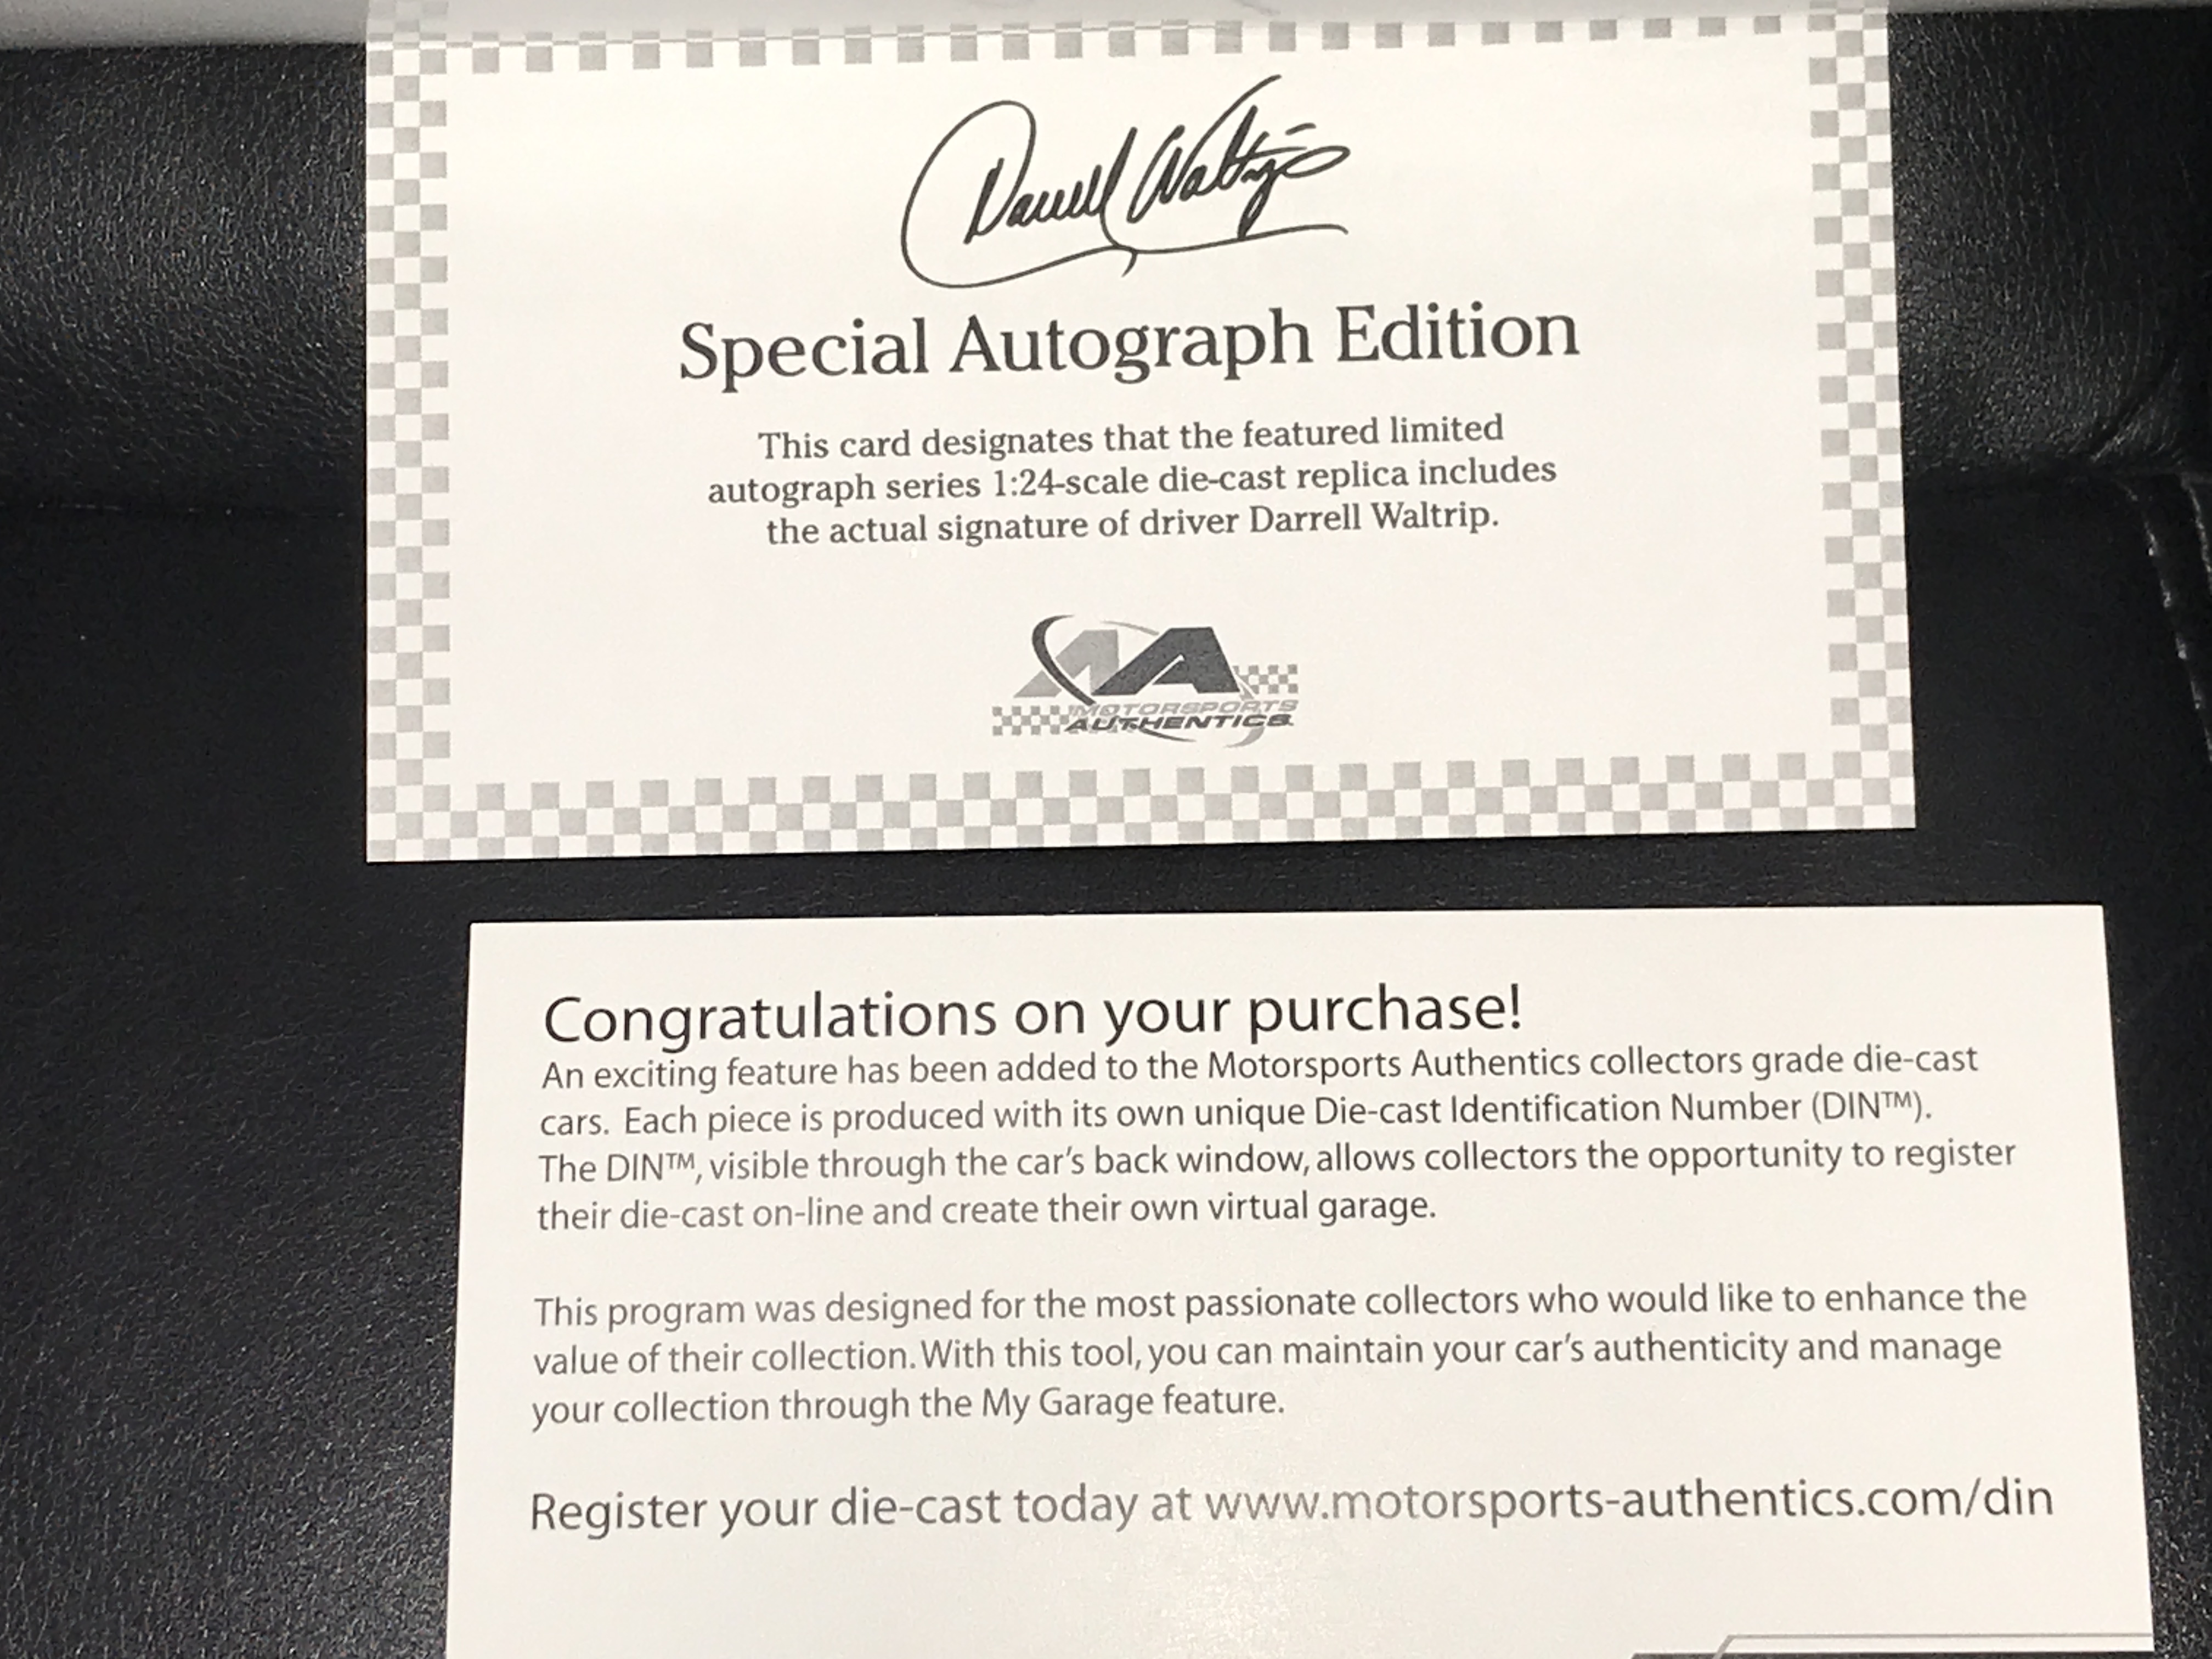 Darrell Waltrip
Special Autograph Edition
This card designates that the featured limited
autograph series 1:24-scale die-cast replica includes
the actual signature of driver Darrell Waltrip.
MA
MOTORSPORTS
AUTHENTICS
Congratulations on your purchase!
An exciting feature has been added to the Motorsports Authentics collectors grade die-cast
cars. Each piece is produced with its own unique Die-cast Identification Number (DIN™).
The DIN™, visible through the car's back window, allows collectors the opportunity to register
their die-cast on-line and create their own virtual garage.
This program was designed for the most passionate collectors who would like to enhance the
value of their collection. With this tool, you can maintain your car's authenticity and manage
your collection through the My Garage feature.
Register your die-cast today at www.motorsports-authentics.com/din